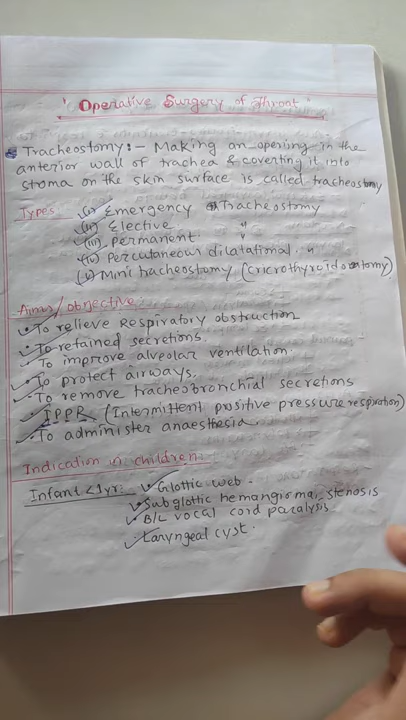 " Operative Surgery of Throat "
Tracheostomy:- Making an opening in the
anterior wall of trachea & coverting it into
stroma on the skin surface is called tracheostomy
Types (i) Emergency Tracheostomy
(ii) Elective "
(iii) Permanent. "
(iv) Percutaneous dilatational. "
(v) Mini tracheostomy (cricrothyroidostomy)
Aims/objective:
• To relieve Respiratory obstruction
• To retained secretions.
• To improve alveolar ventilation.
• To protect airways.
• To remove tracheobronchial secretions
• IPPR (Intermittent positive pressure respiration)
• To administer anaesthesia.
Indication in children:
Infant <1yr: • Glottic web.
• Subglottic hemangioma, stenosis
• B/L vocal cord paralysis
• Laryngeal cyst.